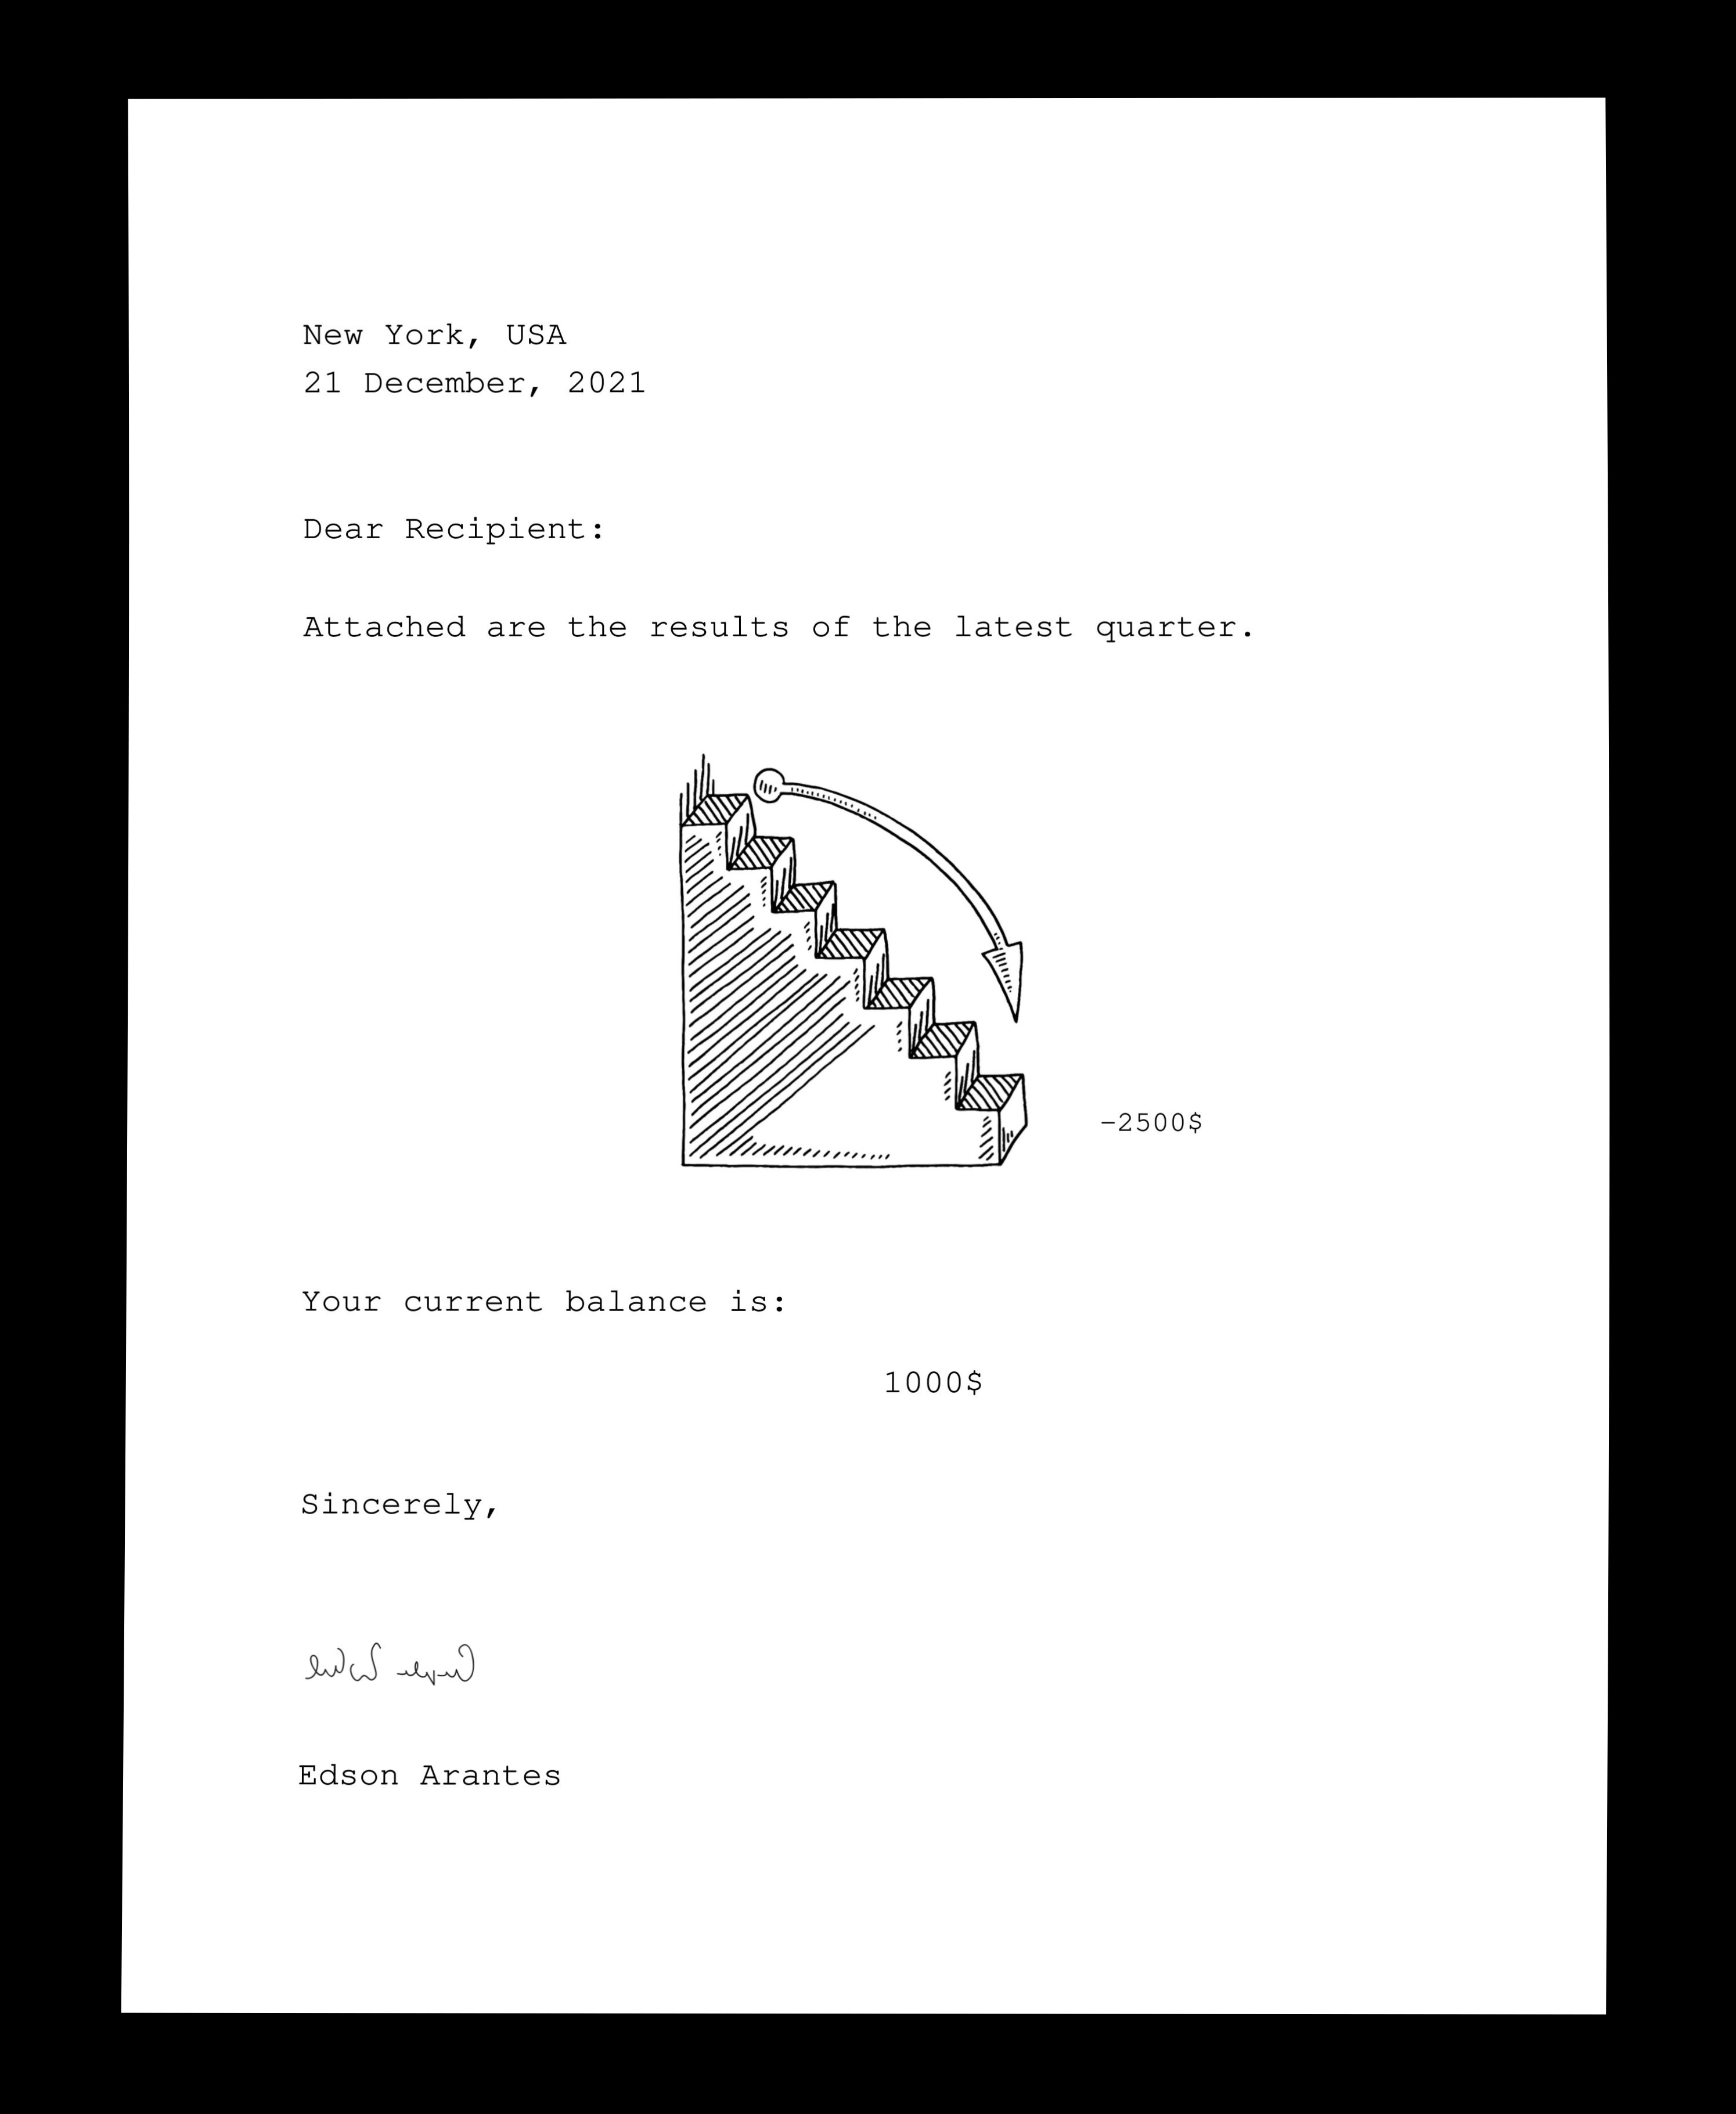 New York, USA
21 December, 2021
Dear Recipient:
Attached are the results of the latest quarter.
-2500$
Your current balance is:
1000$
Sincerely,
Edson Arantes